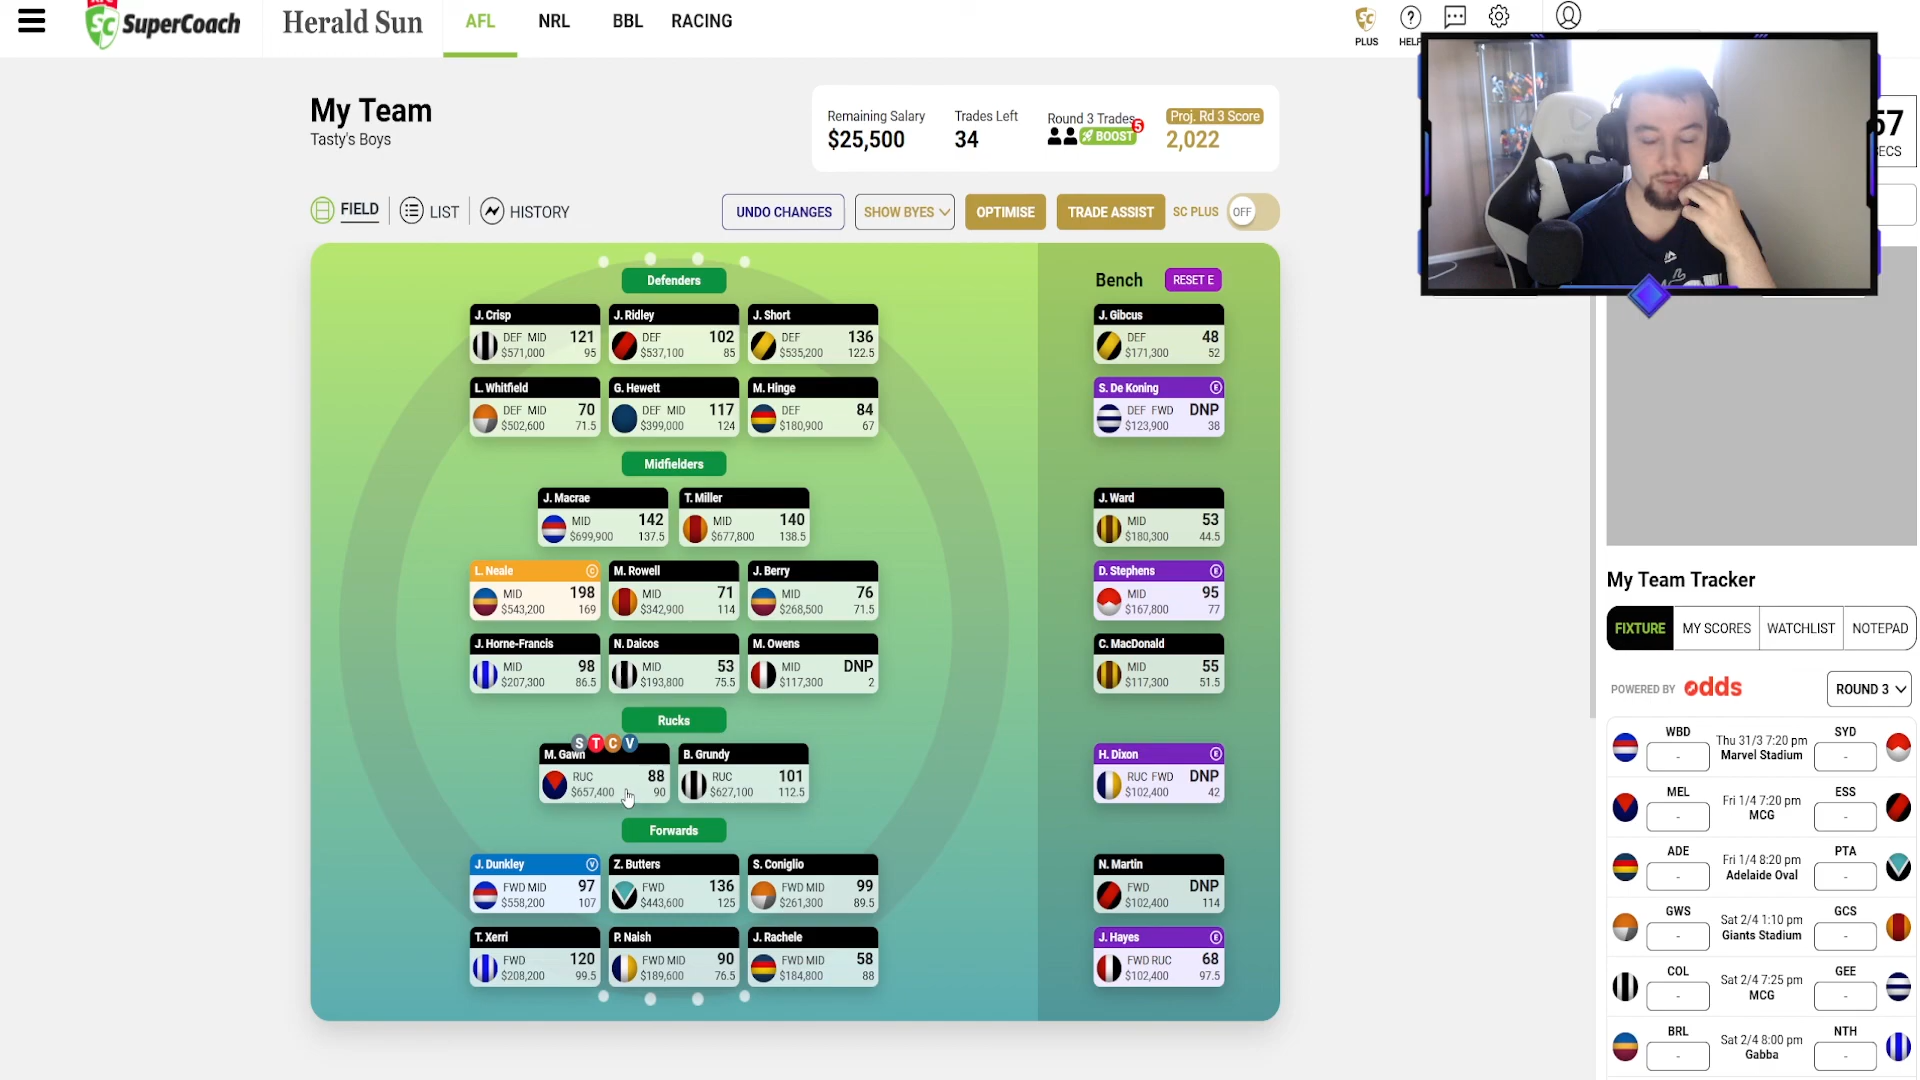 SC SuperCoach
Herald Sun
AFL
NRL
BBL
RACING
SC
PLUS
?
HELP
57
ECS
My Team
Tasty's Boys
Remaining Salary
$25,500
Trades Left
34
Round 3 Trades
BOOST
5
Proj. Rd 3 Score
2,022
FIELD
LIST
HISTORY
UNDO CHANGES
SHOW BYES
OPTIMISE
TRADE ASSIST
SC PLUS
OFF
Defenders
Bench
RESET E
J. Crisp
DEF MID 121
$571,000 95
J. Ridley
DEF 102
$537,100 85
J. Short
DEF 136
$535,200 122.5
J. Gibcus
DEF 48
$171,300 52
L. Whitfield
DEF MID 70
$502,600 71.5
G. Hewett
DEF MID 117
$399,000 124
M. Hinge
DEF 84
$180,900 67
S. De Koning E
DEF FWD DNP
$123,900 38
Midfielders
J. Macrae
MID 142
$699,900 137.5
T. Miller
MID 140
$677,800 138.5
J. Ward
MID 53
$180,300 44.5
L. Neale C
MID 198
$543,200 169
M. Rowell
MID 71
$342,900 114
J. Berry
MID 76
$268,500 71.5
D. Stephens E
MID 95
$167,800 77
J. Horne-Francis
MID 98
$207,300 86.5
N. Daicos
MID 53
$193,800 75.5
M. Owens
MID DNP
$117,300 2
C. MacDonald
MID 55
$117,300 51.5
Rucks
S T C V
M. Gawn
RUC 88
$657,400 90
B. Grundy
RUC 101
$627,100 112.5
H. Dixon E
RUC FWD DNP
$102,400 42
Forwards
J. Dunkley V
FWD MID 97
$558,200 107
Z. Butters
FWD 136
$443,600 125
S. Coniglio
FWD MID 99
$261,300 89.5
N. Martin
FWD DNP
$102,400 114
T. Xerri
FWD 120
$208,200 99.5
P. Naish
FWD MID 90
$189,600 76.5
J. Rachele
FWD MID 58
$184,800 88
J. Hayes E
FWD RUC 68
$102,400 97.5
My Team Tracker
FIXTURE
MY SCORES
WATCHLIST
NOTEPAD
POWERED BY odds
ROUND 3
WBD
-
Thu 31/3 7:20 pm
Marvel Stadium
SYD
-
MEL
-
Fri 1/4 7:20 pm
MCG
ESS
-
ADE
-
Fri 1/4 8:20 pm
Adelaide Oval
PTA
-
GWS
-
Sat 2/4 1:10 pm
Giants Stadium
GCS
-
COL
-
Sat 2/4 7:25 pm
MCG
GEE
-
BRL
-
Sat 2/4 8:00 pm
Gabba
NTH
-